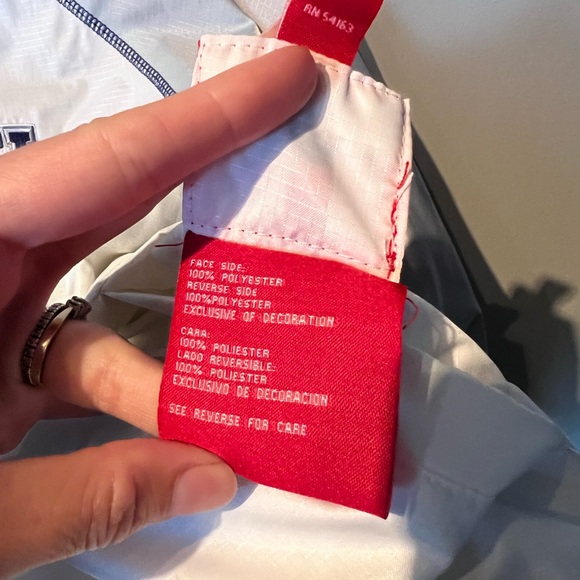 RN 54163
FACE SIDE:
100% POLYESTER
REVERSE SIDE
100%POLYESTER
EXCLUSIVE OF DECORATION
CARA:
100% POLIESTER
LADO REVERSIBLE:
100% POLIESTER
EXCLUSIVO DE DECORACION
SEE REVERSE FOR CARE